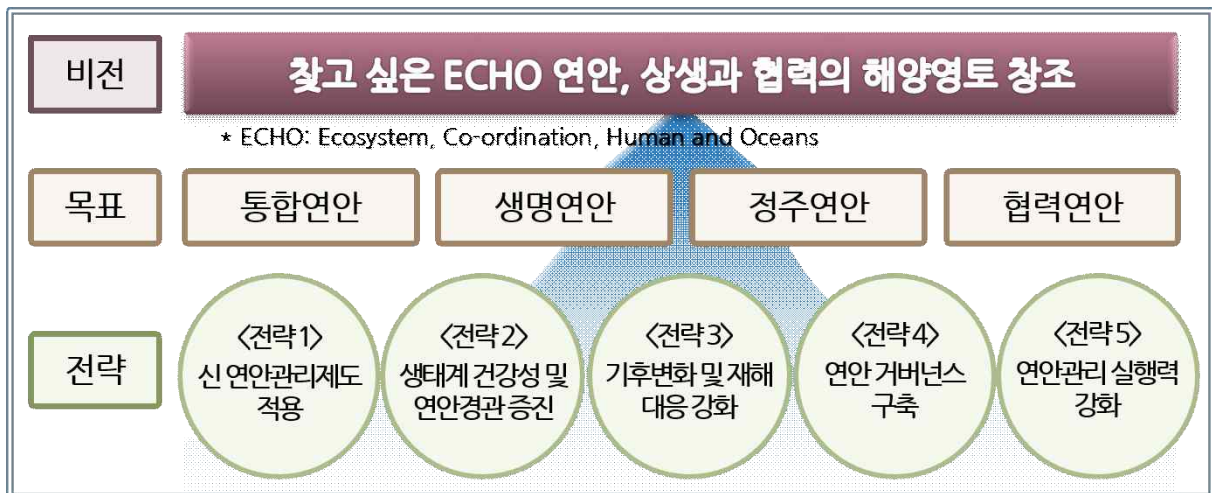 비전
찾고 싶은 ECHO 연안, 상생과 협력의 해양영토 창조
* ECHO: Ecosystem, Co-ordination, Human and Oceans
목표
통합연안
생명연안
정주연안
협력연안
전략
<전략 1>
신 연안관리제도
적용
<전략 2>
생태계 건강성 및
연안경관 증진
<전략 3>
기후변화 및 재해
대응 강화
<전략 4>
연안 거버넌스
구축
<전략 5>
연안관리 실행력
강화